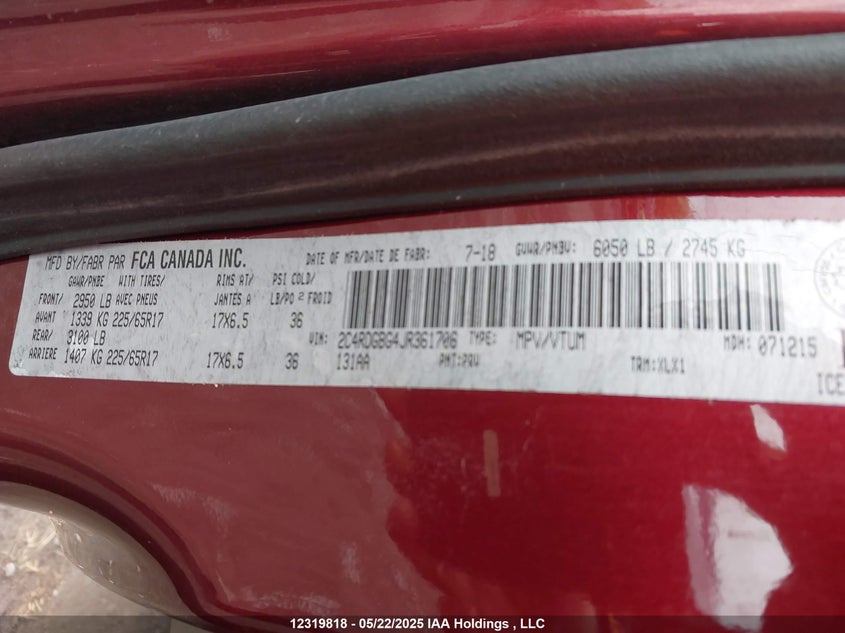 MFD BY/FABR PAR FCA CANADA INC. DATE OF MFR/DATE DE FABR: 7-18 GVWR/PNBV: 6050 LB / 2745 KG
GAWR/PNBE WITH TIRES/ RIMS AT/ PSI COLD/
FRONT/ 2950 LB AVEC PNEUS JANTES A LB/PO² FROID
AVANT 1339 KG 225/65R17 17X6.5 36
REAR/ 3100 LB
ARRIERE 1407 KG 225/65R17 17X6.5 36
VIN: 2C4RDGBG4JR361706 TYPE: MPV/VTUM MDH: 071215
131AA PNT:PRV TRM:XLX1
ICE
12319818 - 05/22/2025 IAA Holdings , LLC